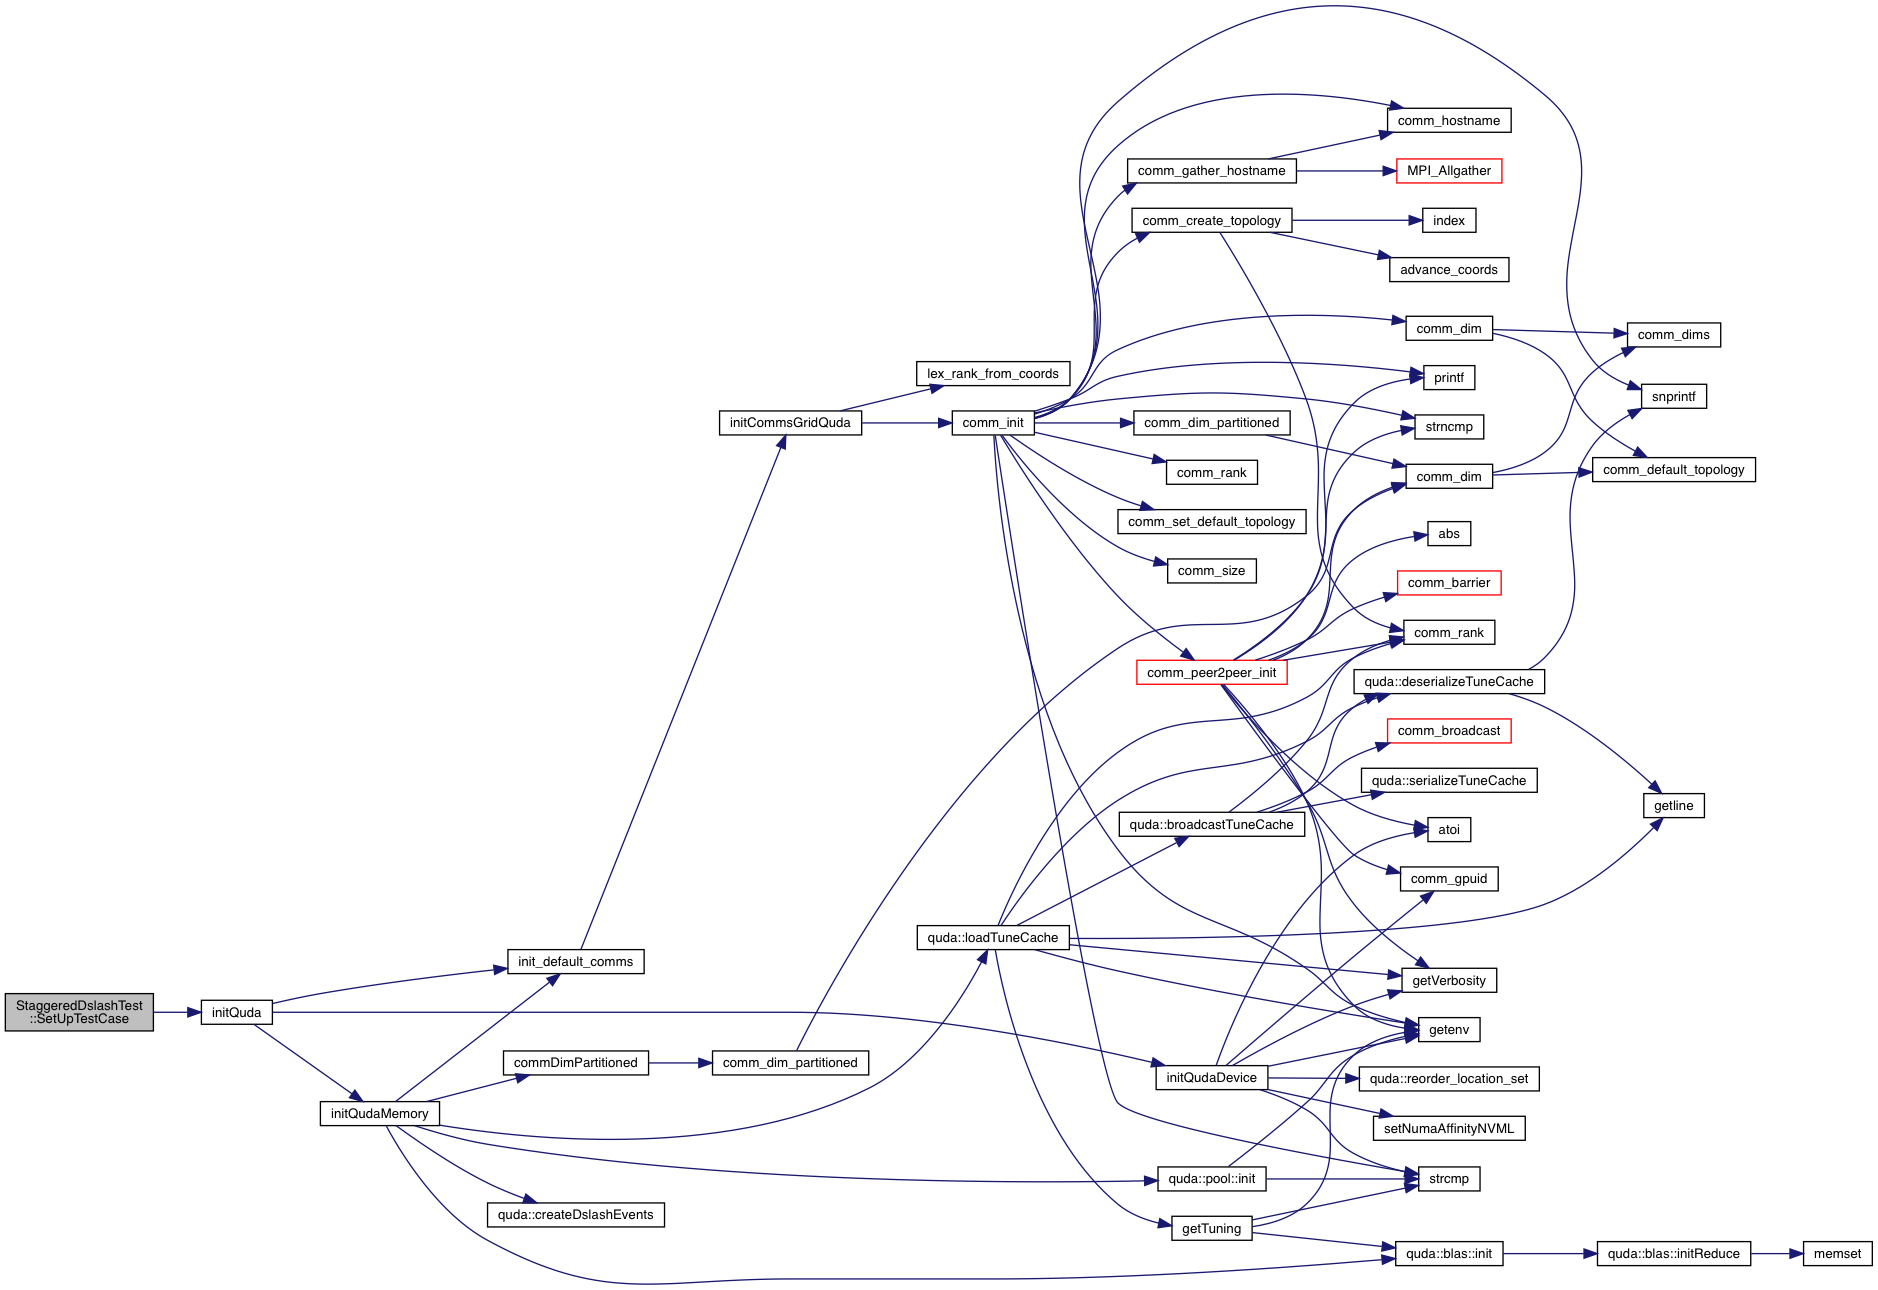 StaggeredDslashTest
::SetUpTestCase
initQuda
init_default_comms
initQudaMemory
commDimPartitioned
quda::createDslashEvents
initCommsGridQuda
comm_dim_partitioned
lex_rank_from_coords
comm_init
quda::loadTuneCache
comm_gather_hostname
comm_create_topology
comm_dim_partitioned
comm_rank
comm_set_default_topology
comm_size
comm_peer2peer_init
quda::broadcastTuneCache
initQudaDevice
quda::pool::init
getTuning
comm_hostname
MPI_Allgather
index
advance_coords
comm_dim
printf
strncmp
comm_dim
abs
comm_barrier
comm_rank
quda::deserializeTuneCache
comm_broadcast
quda::serializeTuneCache
atoi
comm_gpuid
getVerbosity
getenv
quda::reorder_location_set
setNumaAffinityNVML
strcmp
quda::blas::init
comm_dims
snprintf
comm_default_topology
getline
quda::blas::initReduce
memset